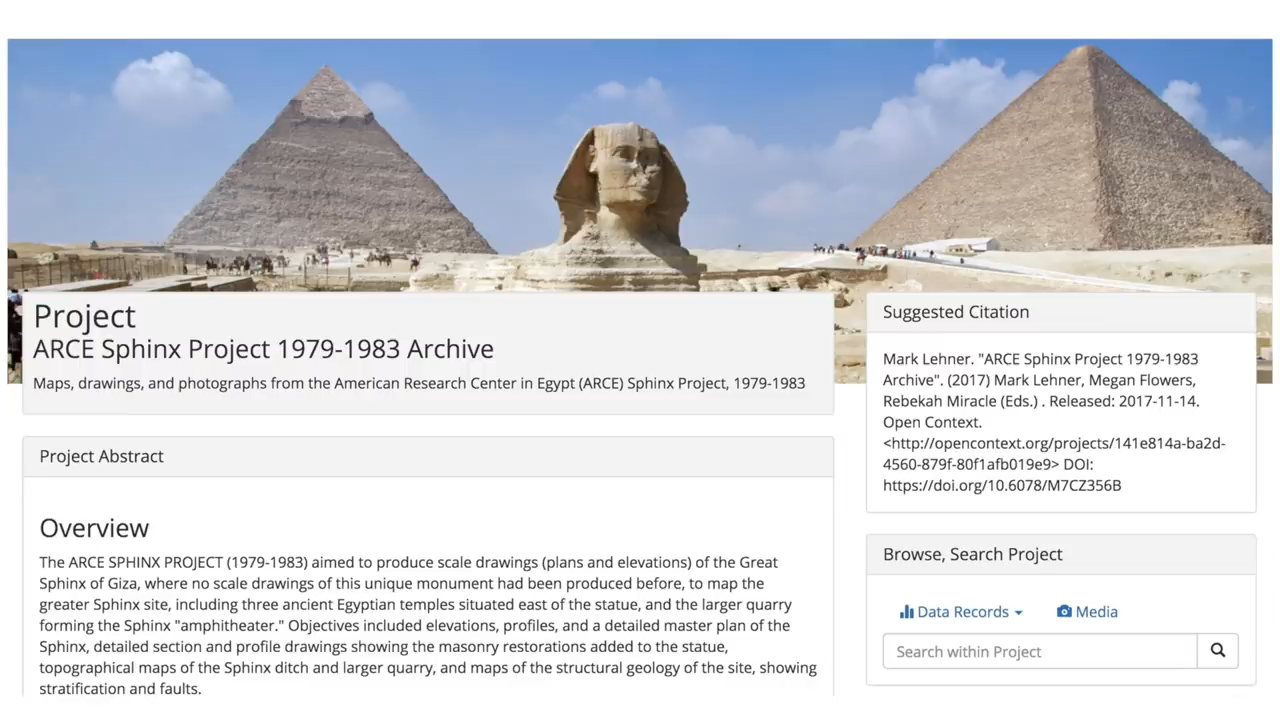 Project
ARCE Sphinx Project 1979-1983 Archive
Maps, drawings, and photographs from the American Research Center in Egypt (ARCE) Sphinx Project, 1979-1983
Project Abstract
Overview
The ARCE SPHINX PROJECT (1979-1983) aimed to produce scale drawings (plans and elevations) of the Great
Sphinx of Giza, where no scale drawings of this unique monument had been produced before, to map the
greater Sphinx site, including three ancient Egyptian temples situated east of the statue, and the larger quarry
forming the Sphinx "amphitheater." Objectives included elevations, profiles, and a detailed master plan of the
Sphinx, detailed section and profile drawings showing the masonry restorations added to the statue,
topographical maps of the Sphinx ditch and larger quarry, and maps of the structural geology of the site, showing
stratification and faults.
Suggested Citation
Mark Lehner. "ARCE Sphinx Project 1979-1983
Archive". (2017) Mark Lehner, Megan Flowers,
Rebekah Miracle (Eds.) . Released: 2017-11-14.
Open Context.
<http://opencontext.org/projects/141e814a-ba2d-
4560-879f-80f1afb019e9> DOI:
https://doi.org/10.6078/M7CZ356B
Browse, Search Project
Data Records
Media
Search within Project